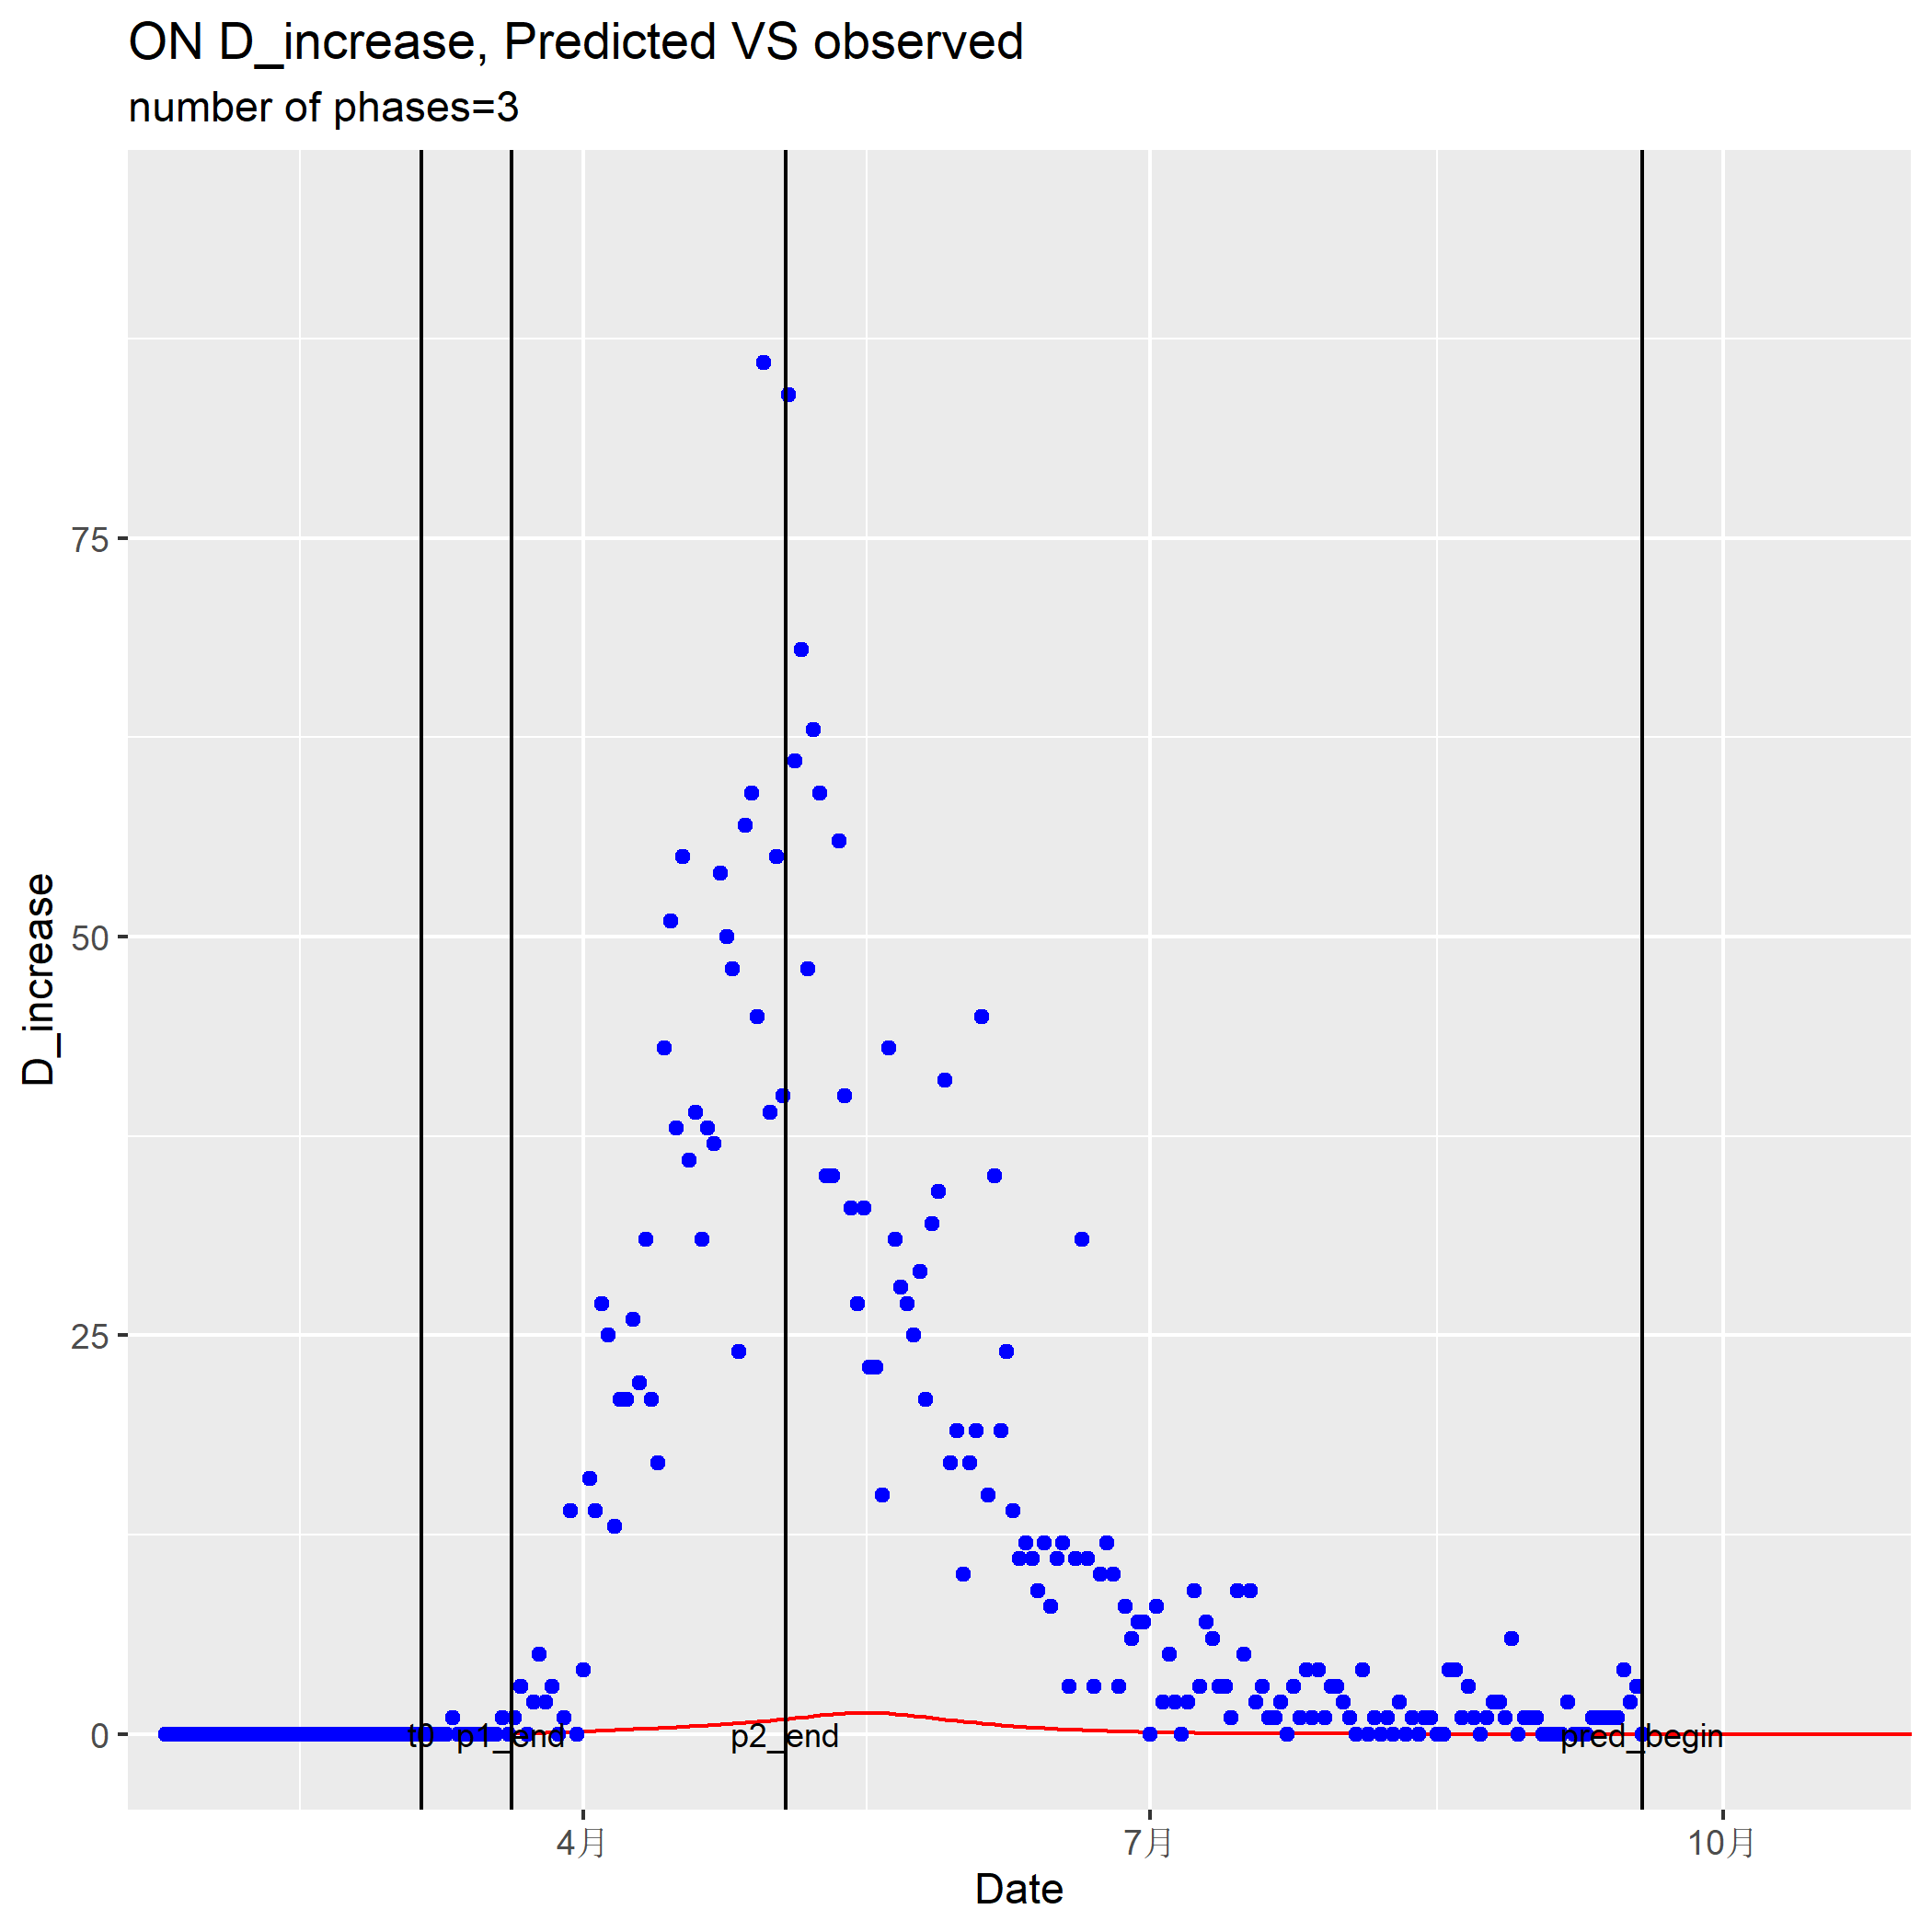 ON D_increase, Predicted VS observed
number of phases=3
D_increase
75
50
25
0
t0
p1_end
p2_end
pred_begin
4月
7月
10月
Date